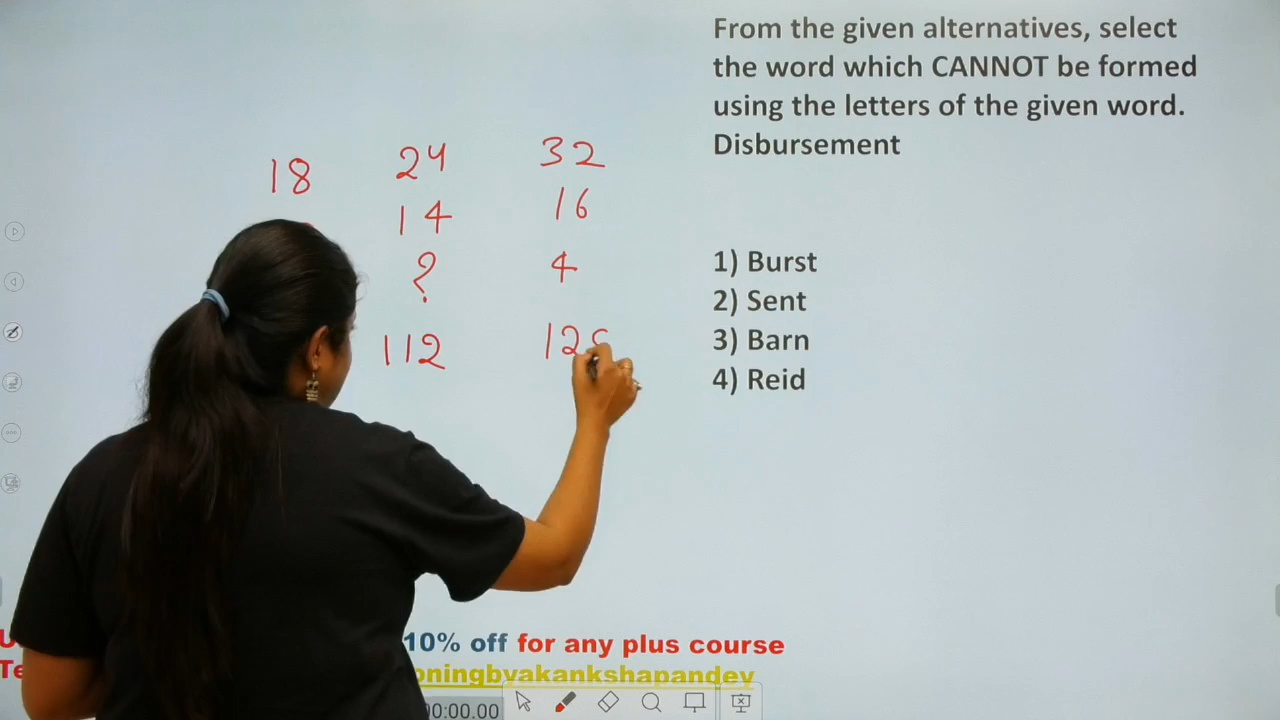 From the given alternatives, select
the word which CANNOT be formed
using the letters of the given word.
Disbursement
1) Burst
2) Sent
3) Barn
4) Reid
18 24 32
14 16
? 4
112 12
10% off for any plus course
oningbyakankshapandey
00:00.00